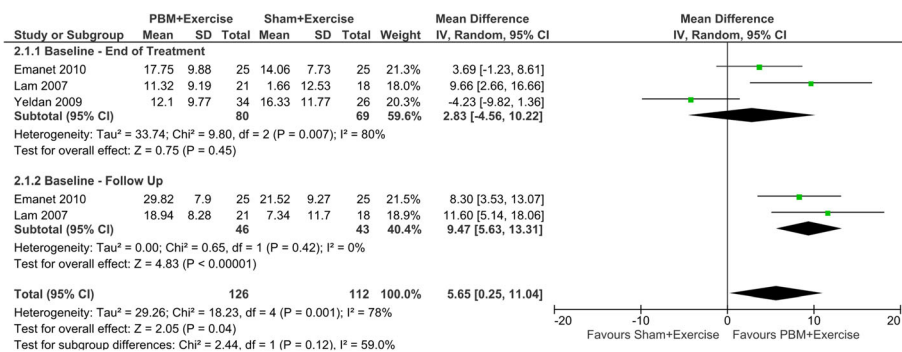 PBM+Exercise Sham+Exercise Mean Difference Mean Difference
Study or Subgroup Mean SD Total Mean SD Total Weight IV, Random, 95% CI IV, Random, 95% CI
2.1.1 Baseline - End of Treatment
Emanet 2010 17.75 9.88 25 14.06 7.73 25 21.3% 3.69 [-1.23, 8.61]
Lam 2007 11.32 9.19 21 1.66 12.53 18 18.0% 9.66 [2.66, 16.66]
Yeldan 2009 12.1 9.77 34 16.33 11.77 26 20.3% -4.23 [-9.82, 1.36]
Subtotal (95% CI) 80 69 59.6% 2.83 [-4.56, 10.22]
Heterogeneity: Tau² = 33.74; Chi² = 9.80, df = 2 (P = 0.007); I² = 80%
Test for overall effect: Z = 0.75 (P = 0.45)
2.1.2 Baseline - Follow Up
Emanet 2010 29.82 7.9 25 21.52 9.27 25 21.5% 8.30 [3.53, 13.07]
Lam 2007 18.94 8.28 21 7.34 11.7 18 18.9% 11.60 [5.14, 18.06]
Subtotal (95% CI) 46 43 40.4% 9.47 [5.63, 13.31]
Heterogeneity: Tau² = 0.00; Chi² = 0.65, df = 1 (P = 0.42); I² = 0%
Test for overall effect: Z = 4.83 (P < 0.00001)
Total (95% CI) 126 112 100.0% 5.65 [0.25, 11.04]
Heterogeneity: Tau² = 29.26; Chi² = 18.23, df = 4 (P = 0.001); I² = 78%
Test for overall effect: Z = 2.05 (P = 0.04)
Test for subgroup differences: Chi² = 2.44, df = 1 (P = 0.12), I² = 59.0%
-20 -10 0 10 20
Favours Sham+Exercise Favours PBM+Exercise